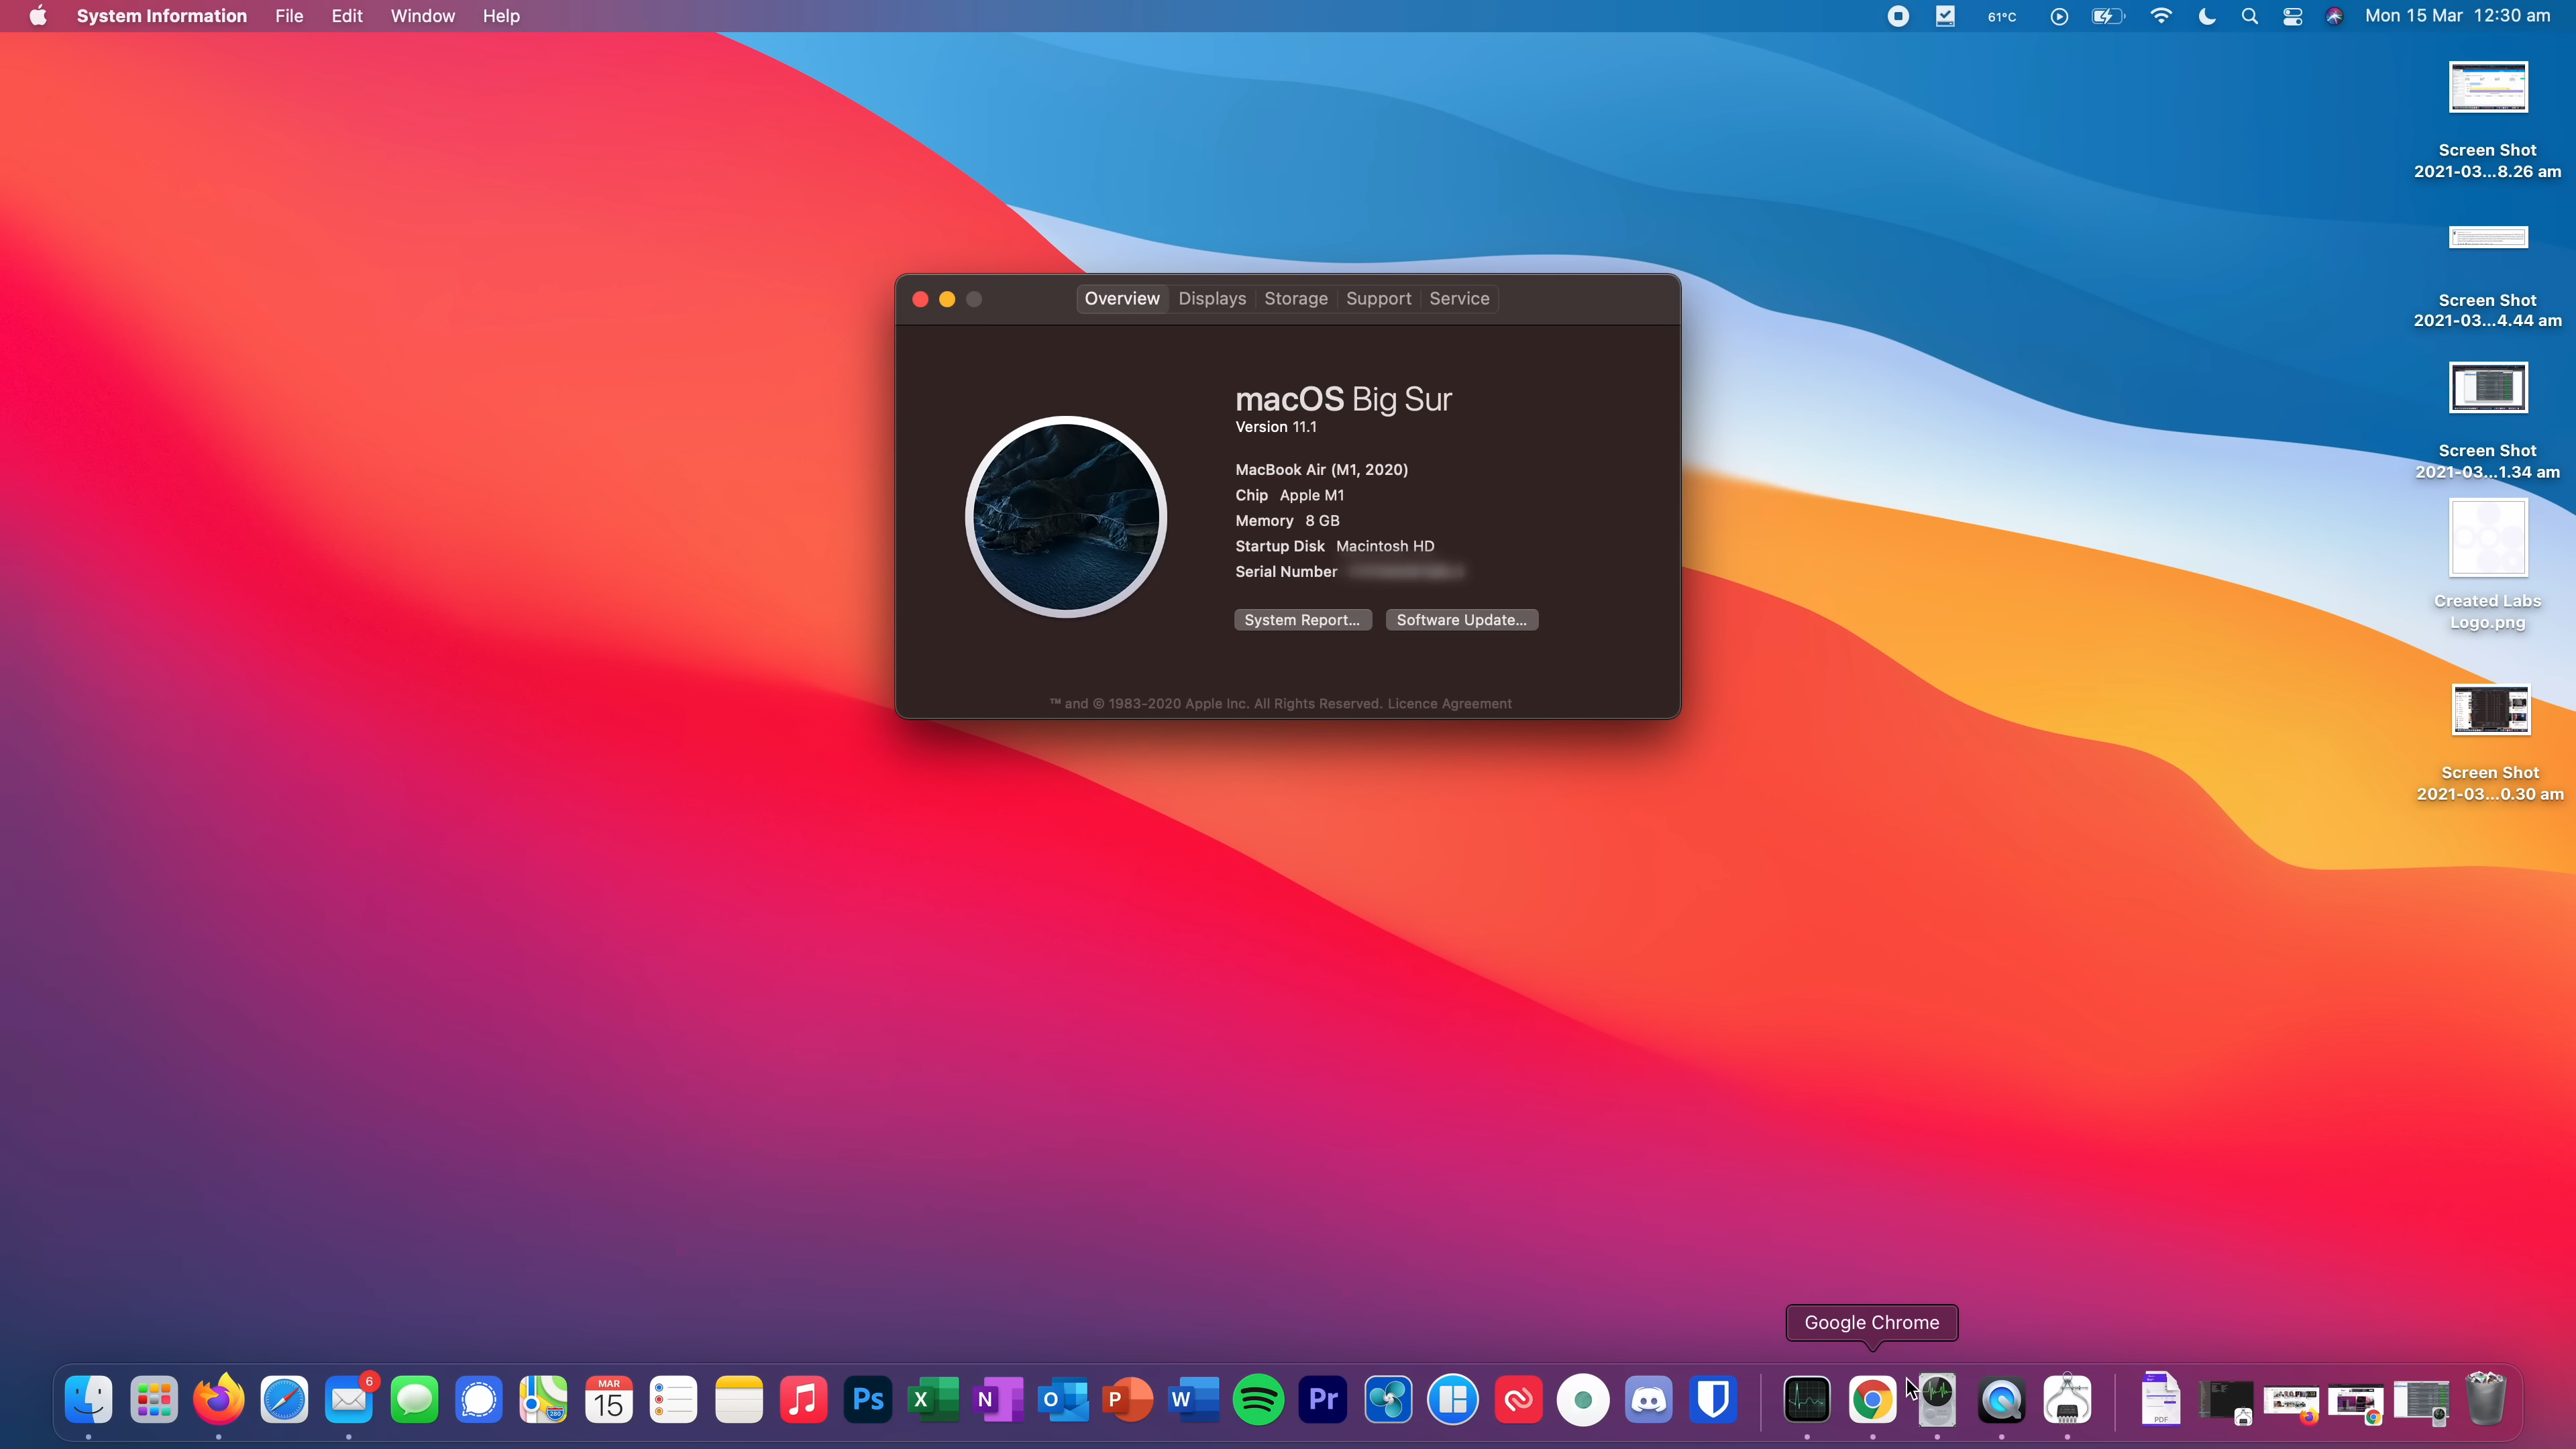 System Information File Edit Window Help
61°C Mon 15 Mar 12:30 am
Screen Shot
2021-03...8.26 am
Screen Shot
2021-03...4.44 am
Screen Shot
2021-03...1.34 am
Created Labs
Logo.png
Screen Shot
2021-03...0.30 am
Overview Displays Storage Support Service
macOS Big Sur
Version 11.1
MacBook Air (M1, 2020)
Chip Apple M1
Memory 8 GB
Startup Disk Macintosh HD
Serial Number
System Report... Software Update...
™ and © 1983-2020 Apple Inc. All Rights Reserved. Licence Agreement
Google Chrome
6
280
MAR
15
Ps
X
N
O
P
W
Pr
PDF